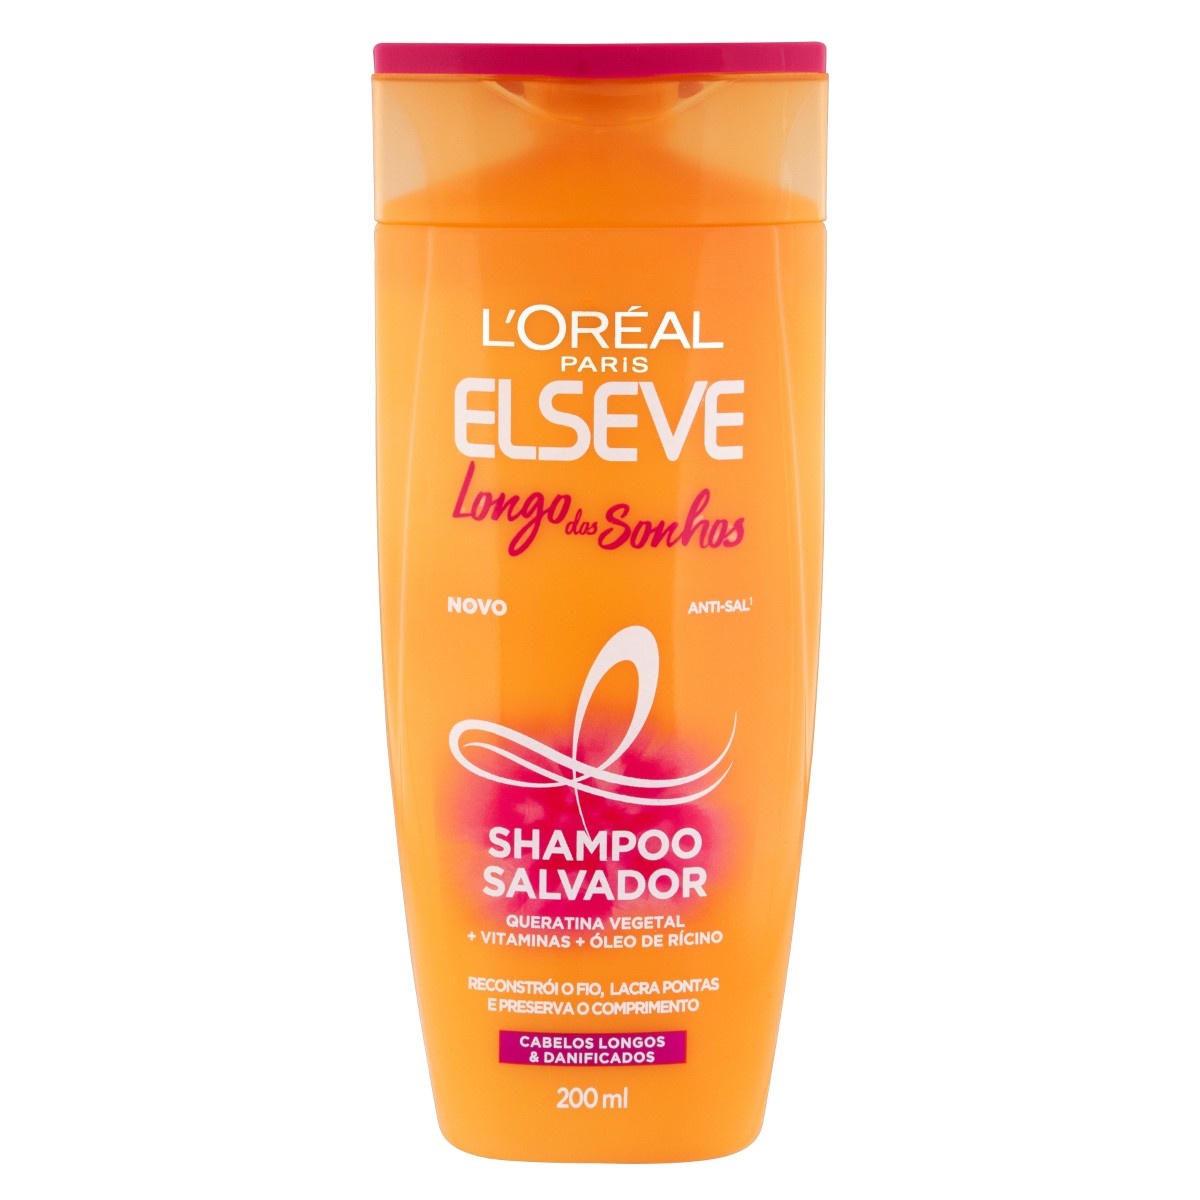 L'ORÉAL
PARIS
ELSEVE
Longo dos Sonhos
NOVO
ANTI-SAL¹
SHAMPOO
SALVADOR
QUERATINA VEGETAL
+ VITAMINAS + ÓLEO DE RÍCINO
RECONSTRÓI O FIO, LACRA PONTAS
E PRESERVA O COMPRIMENTO
CABELOS LONGOS
& DANIFICADOS
200 ml